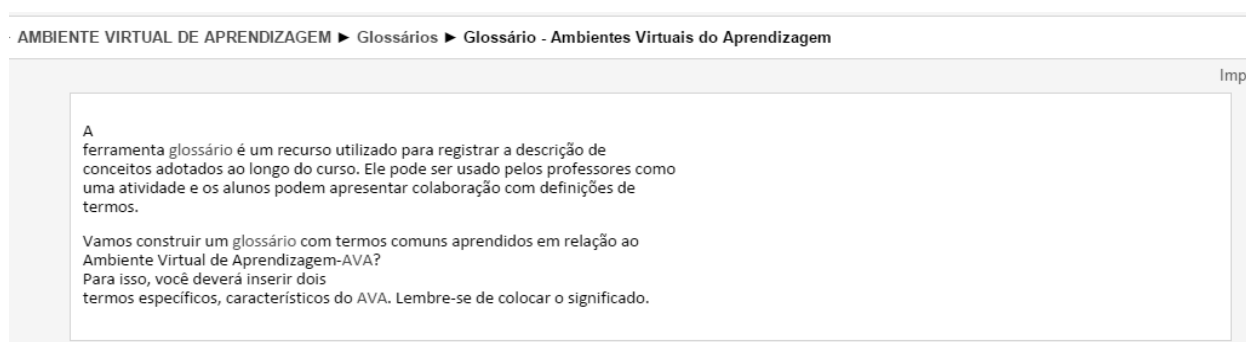 AMBIENTE VIRTUAL DE APRENDIZAGEM ► Glossários ► Glossário - Ambientes Virtuais do Aprendizagem
Imp
A
ferramenta glossário é um recurso utilizado para registrar a descrição de
conceitos adotados ao longo do curso. Ele pode ser usado pelos professores como
uma atividade e os alunos podem apresentar colaboração com definições de
termos.
Vamos construir um glossário com termos comuns aprendidos em relação ao
Ambiente Virtual de Aprendizagem-AVA?
Para isso, você deverá inserir dois
termos específicos, característicos do AVA. Lembre-se de colocar o significado.